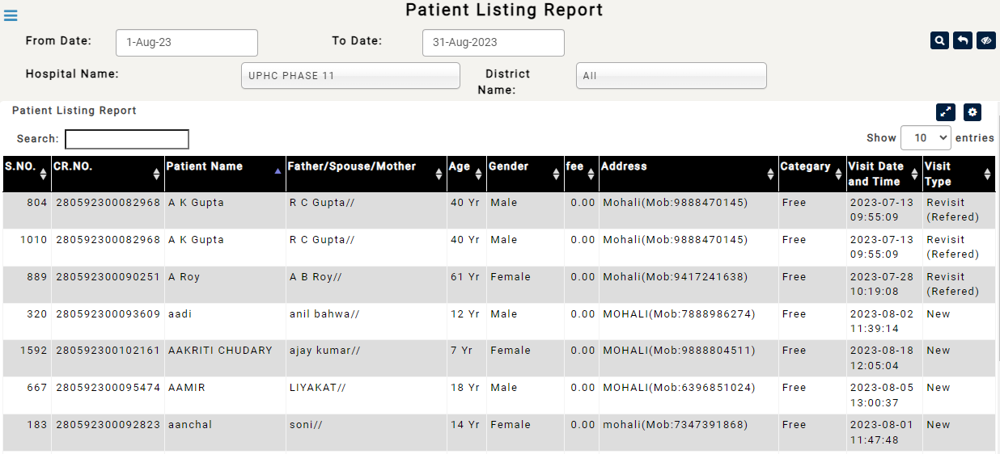 Patient Listing Report
From Date: 1-Aug-23 To Date: 31-Aug-2023
Hospital Name: UPHC PHASE 11 District Name: All
Patient Listing Report
Search: Show 10 entries
S.NO. CR.NO. Patient Name Father/Spouse/Mother Age Gender fee Address Category Visit Date and Time Visit Type
804 280592300082968 A K Gupta R C Gupta// 40 Yr Male 0.00 Mohali(Mob:9888470145) Free 2023-07-13 09:55:09 Revisit (Refered)
1010 280592300082968 A K Gupta R C Gupta// 40 Yr Male 0.00 Mohali(Mob:9888470145) Free 2023-07-13 09:55:09 Revisit (Refered)
889 280592300090251 A Roy A B Roy// 61 Yr Female 0.00 Mohali(Mob:9417241638) Free 2023-07-28 10:19:08 Revisit (Refered)
320 280592300093609 aadi anil bahwa// 12 Yr Male 0.00 MOHALI(Mob:7888986274) Free 2023-08-02 11:39:14 New
1592 280592300102161 AAKRITI CHUDARY ajay kumar// 7 Yr Female 0.00 MOHALI(Mob:9888804511) Free 2023-08-18 12:05:04 New
667 280592300095474 AAMIR LIYAKAT// 18 Yr Male 0.00 MOHALI(Mob:6396851024) Free 2023-08-05 13:00:37 New
183 280592300092823 aanchal soni// 14 Yr Female 0.00 mohali(Mob:7347391868) Free 2023-08-01 11:47:48 New